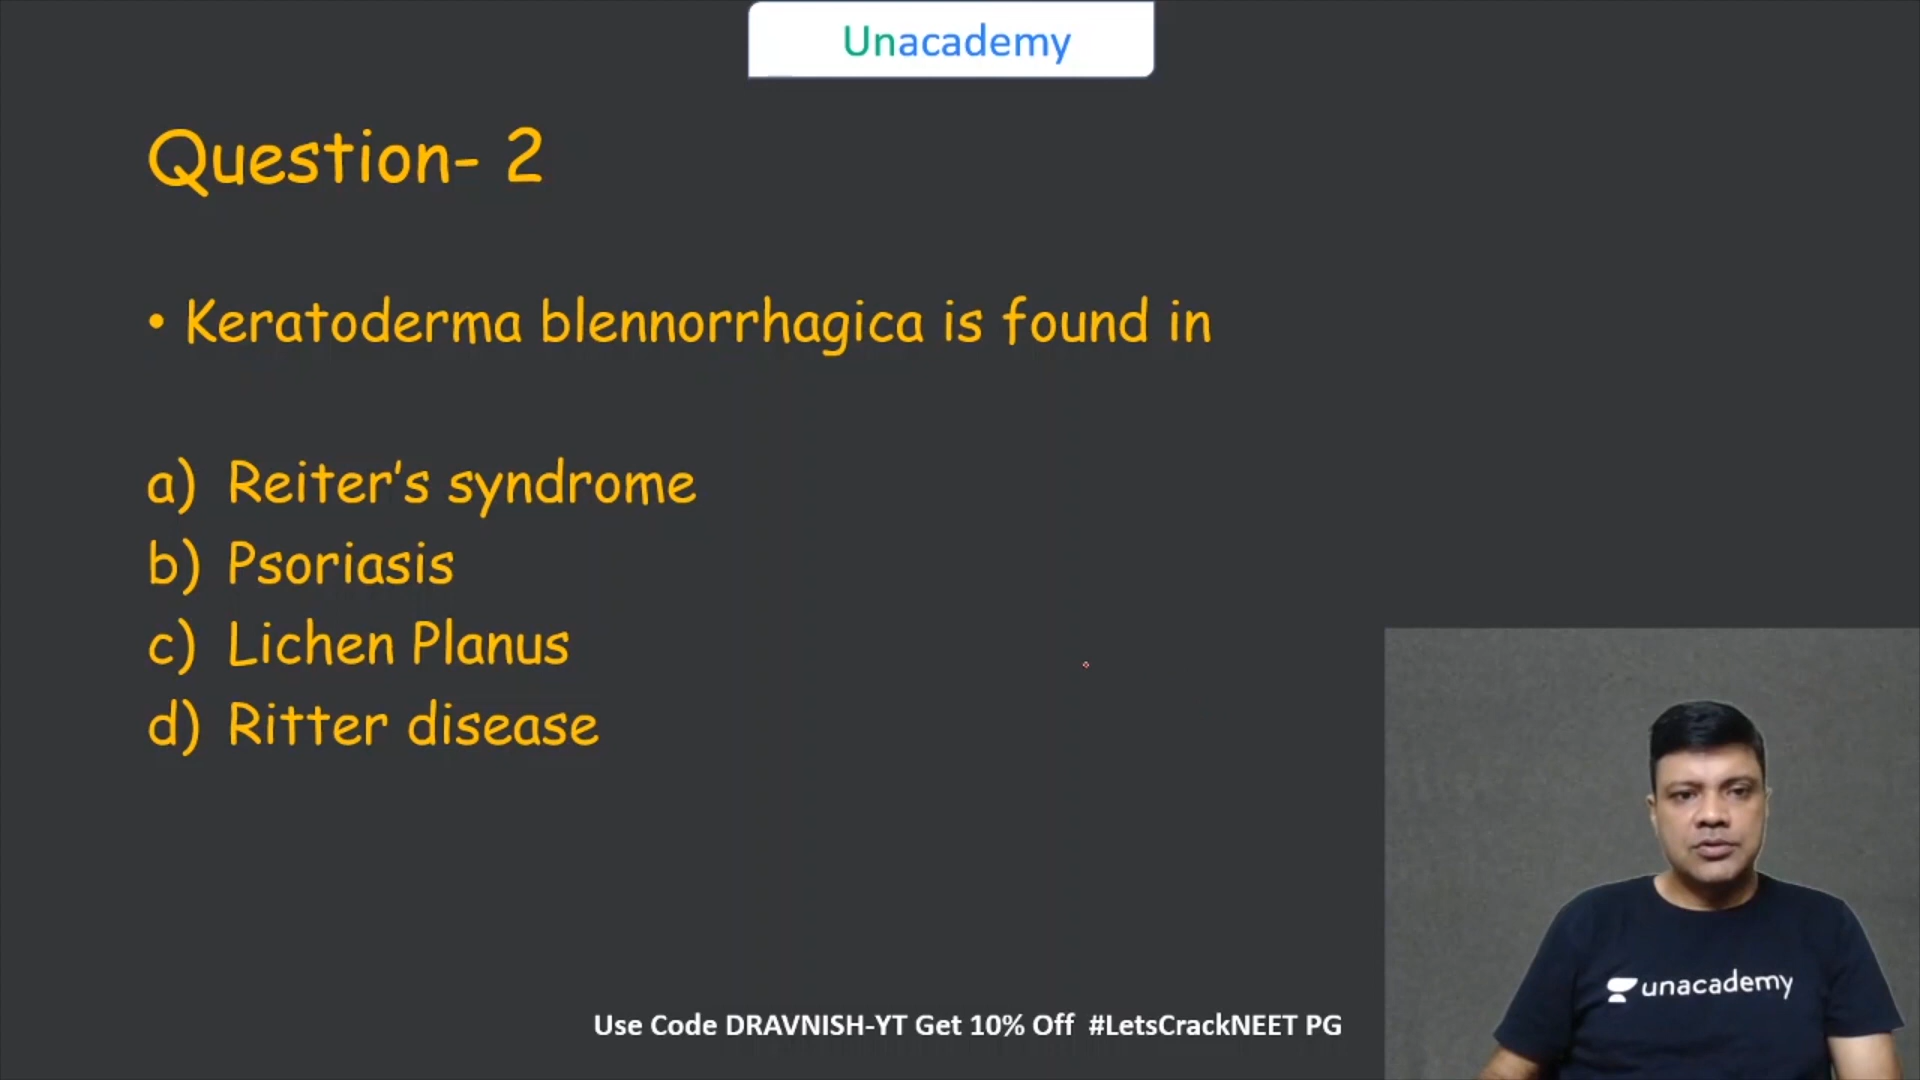 Unacademy
Question- 2
• Keratoderma blennorrhagica is found in
a) Reiter's syndrome
b) Psoriasis
c) Lichen Planus
d) Ritter disease
unacademy
Use Code DRAVNISH-YT Get 10% Off #LetsCrackNEET PG